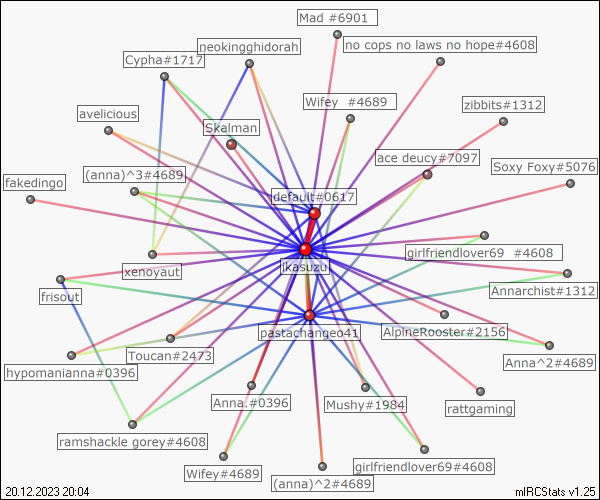 Mad #6901
neokingghidorah
no cops no laws no hope#4608
Cypha#1717
Wifey #4689
zibbits#1312
avelicious
Skalman
ace deucy#7097
Soxy Foxy#5076
(anna)^3#4689
fakedingo
default#0617
girlfriendlover69 #4608
jkasuzu
xenoyaut
Annarchist#1312
frisout
pastachangeo41
AlpineRooster#2156
Toucan#2473
Anna^2#4689
hypomanianna#0396
Anna.#0396
Mushy#1984
rattgaming
ramshackle gorey#4608
girlfriendlover69#4608
Wifey#4689
(anna)^2#4689
20.12.2023 20:04
mIRCStats v1.25